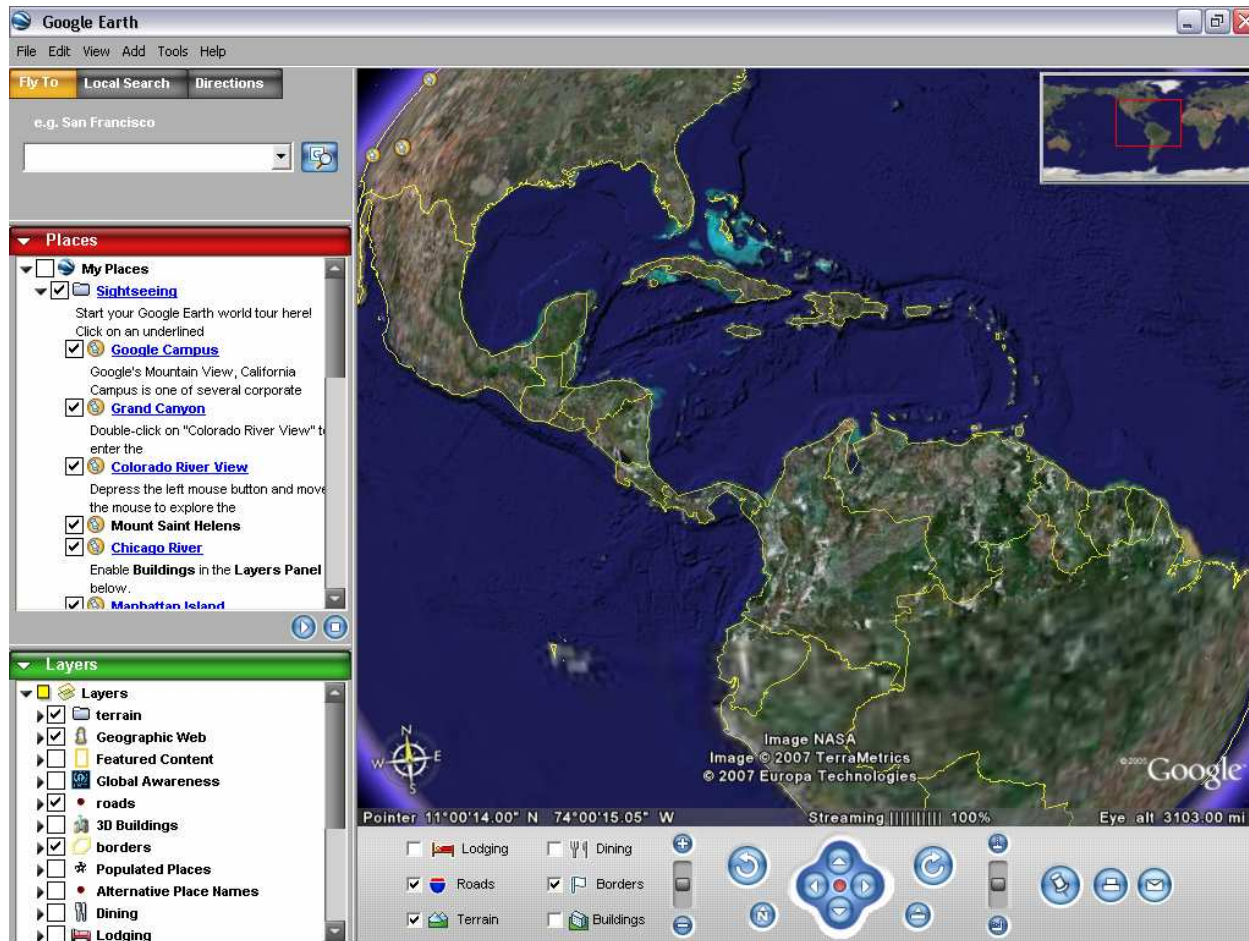 Google Earth
File Edit View Add Tools Help
Fly To Local Search Directions
e.g. San Francisco
Places
My Places
Sightseeing
Start your Google Earth world tour here!
Click on an underlined
Google Campus
Google's Mountain View, California
Campus is one of several corporate
Grand Canyon
Double-click on "Colorado River View" to
enter the
Colorado River View
Depress the left mouse button and move
the mouse to explore the
Mount Saint Helens
Chicago River
Enable Buildings in the Layers Panel
below.
Manhattan Island
Layers
Layers
terrain
Geographic Web
Featured Content
Global Awareness
roads
3D Buildings
borders
Populated Places
Alternative Place Names
Dining
Lodging
N
W E
S
Image NASA
Image © 2007 TerraMetrics
© 2007 Europa Technologies
© 2005 Google
Pointer 11°00'14.00" N 74°00'15.05" W Streaming |||||||||| 100% Eye alt 3103.00 mi
Lodging Dining
Roads Borders
Terrain Buildings
N